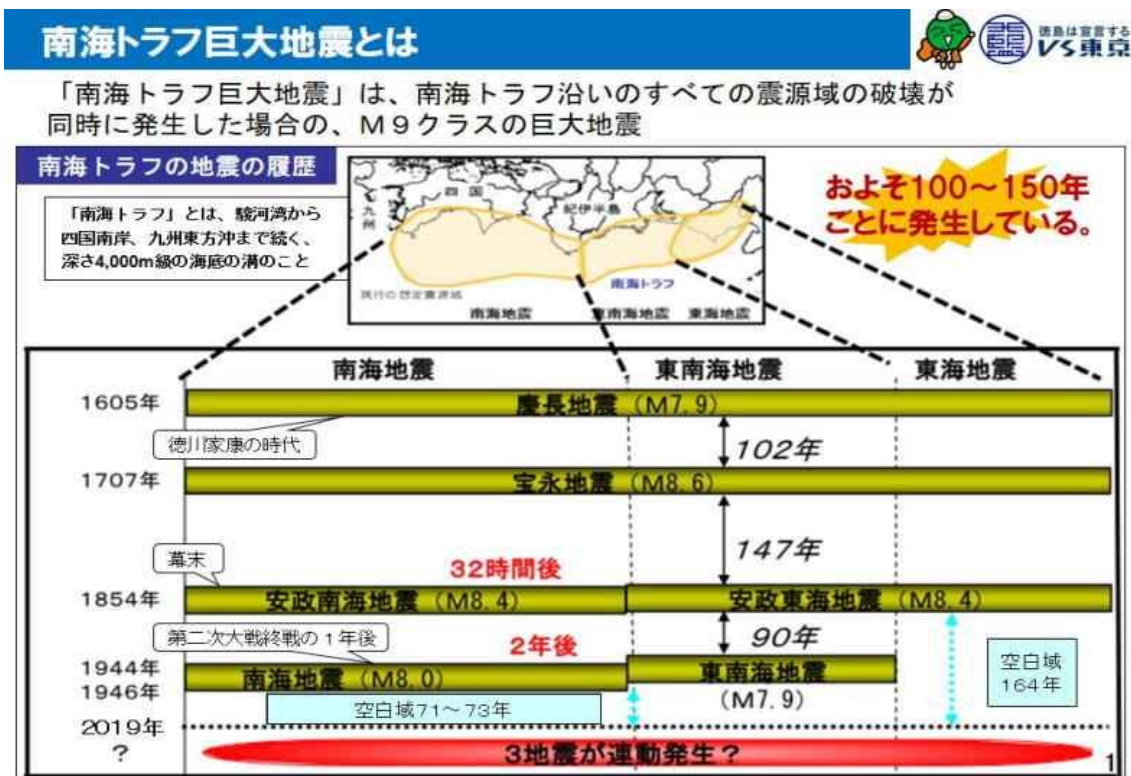 南海トラフ巨大地震とは
徳島は宣言する
VS東京
「南海トラフ巨大地震」は、南海トラフ沿いのすべての震源域の破壊が
同時に発生した場合の、M9クラスの巨大地震
南海トラフの地震の履歴
「南海トラフ」とは、駿河湾から
四国南岸、九州東方沖まで続く、
深さ4,000m級の海底の溝のこと
四国
九州
紀伊半島
南海トラフ
現行の想定震源域
南海地震
東南海地震
東海地震
およそ100～150年
ごとに発生している。
南海地震
東南海地震
東海地震
1605年
慶長地震（M7.9）
徳川家康の時代
102年
1707年
宝永地震（M8.6）
147年
幕末
32時間後
1854年
安政南海地震（M8.4）
安政東海地震（M8.4）
第二次大戦終戦の１年後
2年後
90年
1944年
1946年
南海地震（M8.0）
東南海地震
（M7.9）
空白域71～73年
空白域
164年
2019年
？
3地震が連動発生？
1